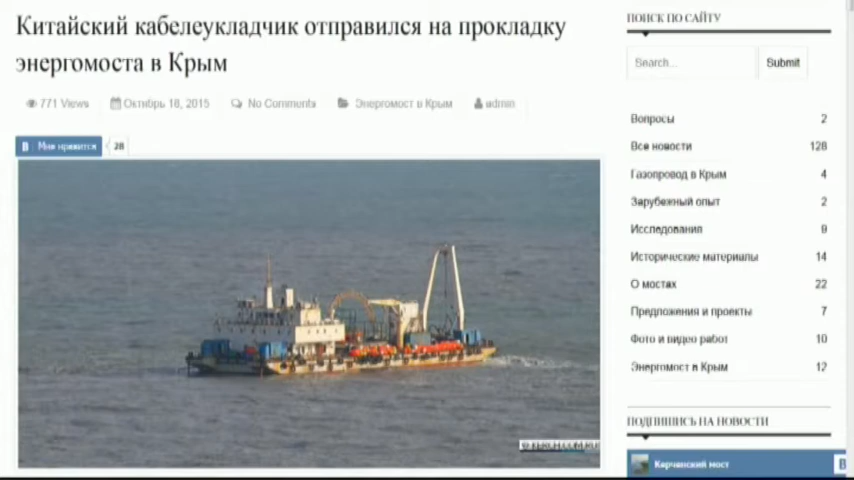 Китайский кабелеукладчик отправился на прокладку
энергомоста в Крым
771 Views
Октябрь 18, 2015
No Comments
Энергомост в Крым
admin
В Мне нравится 28
© KERCH.COM.RU
ПОИСК ПО САЙТУ
Search...
Submit
Вопросы 2
Все новости 128
Газопровод в Крым 4
Зарубежный опыт 2
Исследования 9
Исторические материалы 14
О мостах 22
Предложения и проекты 7
Фото и видео работ 10
Энергомост в Крым 12
ПОДПИШИСЬ НА НОВОСТИ
Керченский мост В